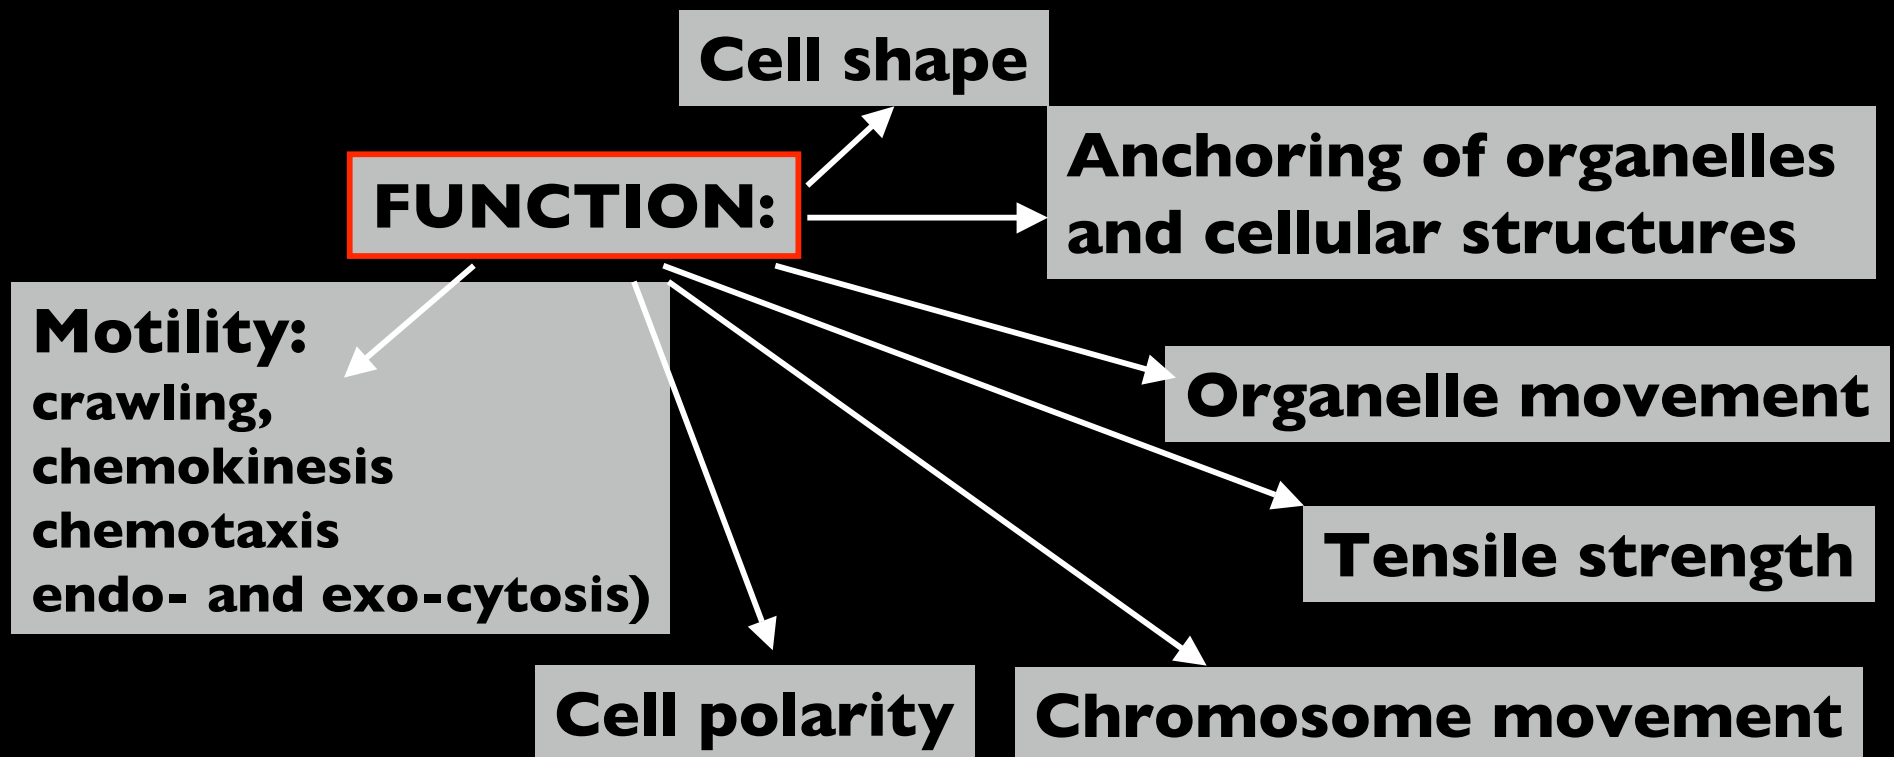 Cell shape
FUNCTION:
Anchoring of organelles
and cellular structures
Motility:
crawling,
chemokinesis
chemotaxis
endo- and exo-cytosis)
Organelle movement
Tensile strength
Cell polarity
Chromosome movement